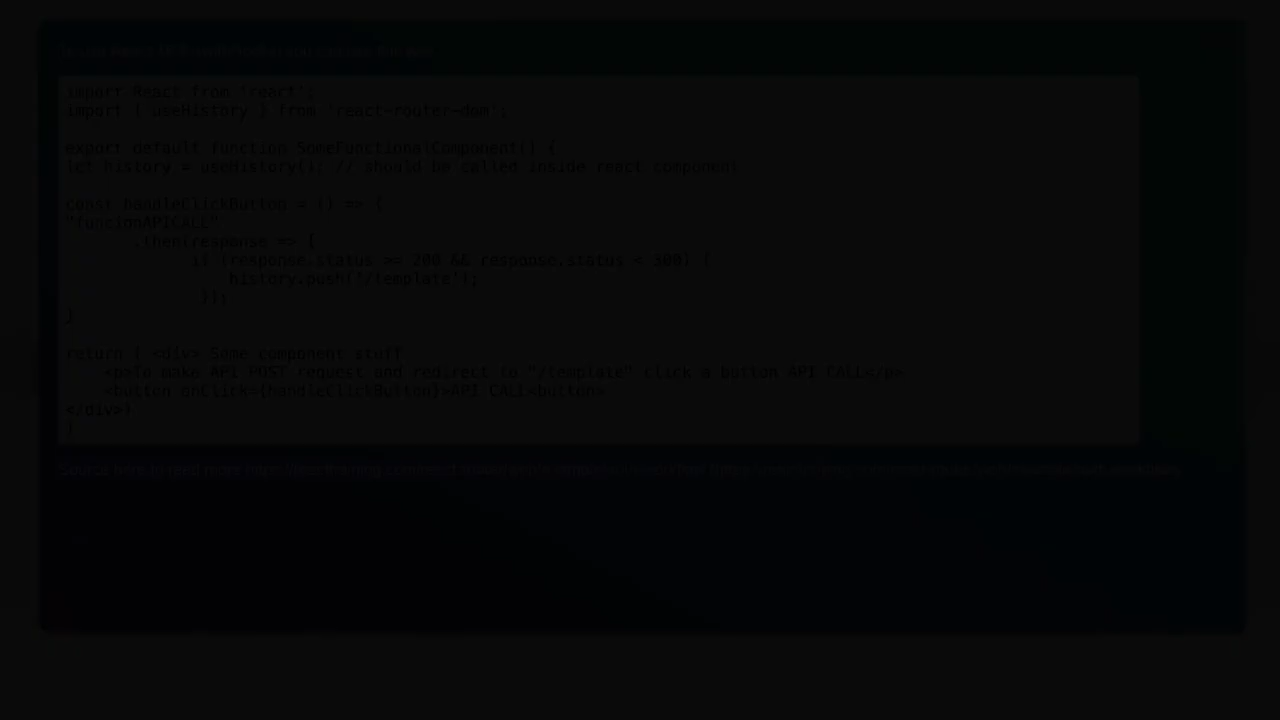 import React from 'react';
import { useHistory } from 'react-router-dom';
export default function SomeFunctionalComponent() {
let history = useHistory(); // should be called inside react component
const handleClickButton = () => {
"funcionAPICALL"
.then(response => {
if (response.status >= 200 && response.status < 300) {
history.push('/template');
});
}
return ( <div> Some component stuff
<p>To make API POST request and redirect to "/template" click a button API CALL</p>
<button onClick={handleClickButton}>API CALL<button>
</div>)
}